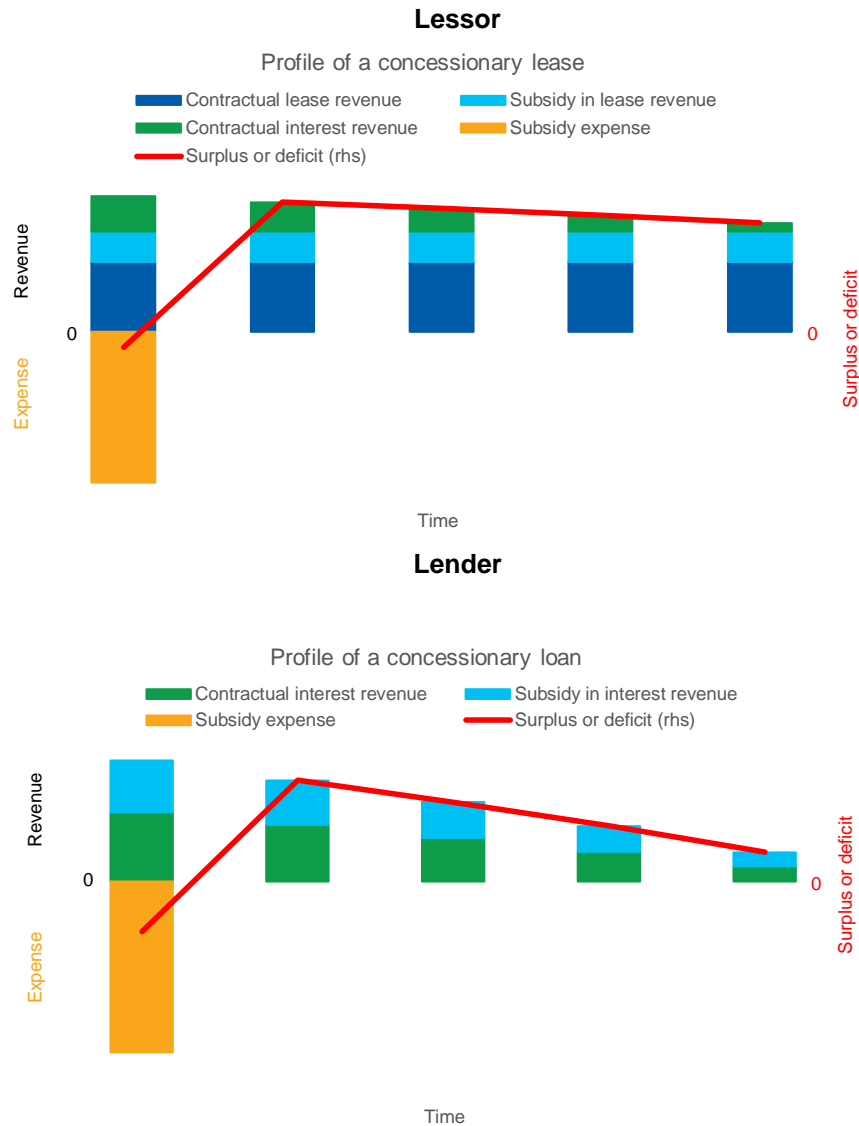 Lessor
Profile of a concessionary lease
Contractual lease revenue
Subsidy in lease revenue
Contractual interest revenue
Subsidy expense
Surplus or deficit (rhs)
Revenue
0
Expense
0
Surplus or deficit
Time
Lender
Profile of a concessionary loan
Contractual interest revenue
Subsidy in interest revenue
Subsidy expense
Surplus or deficit (rhs)
Revenue
0
Expense
0
Surplus or deficit
Time